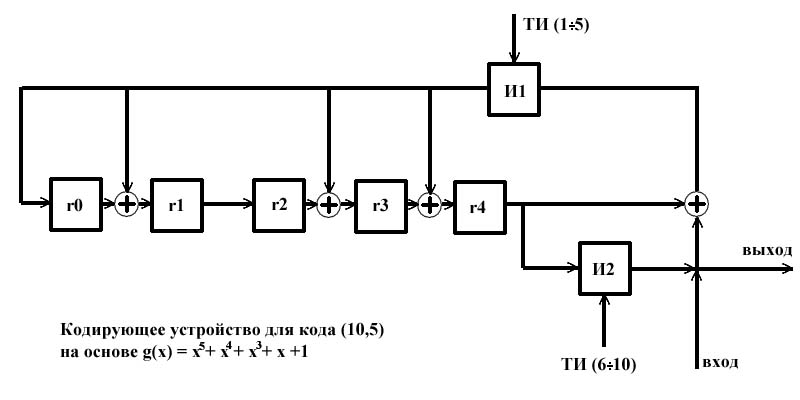 ТИ (1÷5)
И1
r0
r1
r2
r3
r4
И2
выход
вход
ТИ (6÷10)
Кодирующее устройство для кода (10,5)
на основе g(x) = x⁵+ x⁴+ x³+ x +1